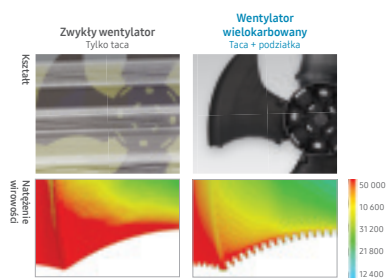 Zwykły wentylator
Tylko taca
Wentylator
wielokarbowany
Taca + podziałka
Kształt
Natężenie
wirowości
50 000
10 600
31 200
21 800
12 400